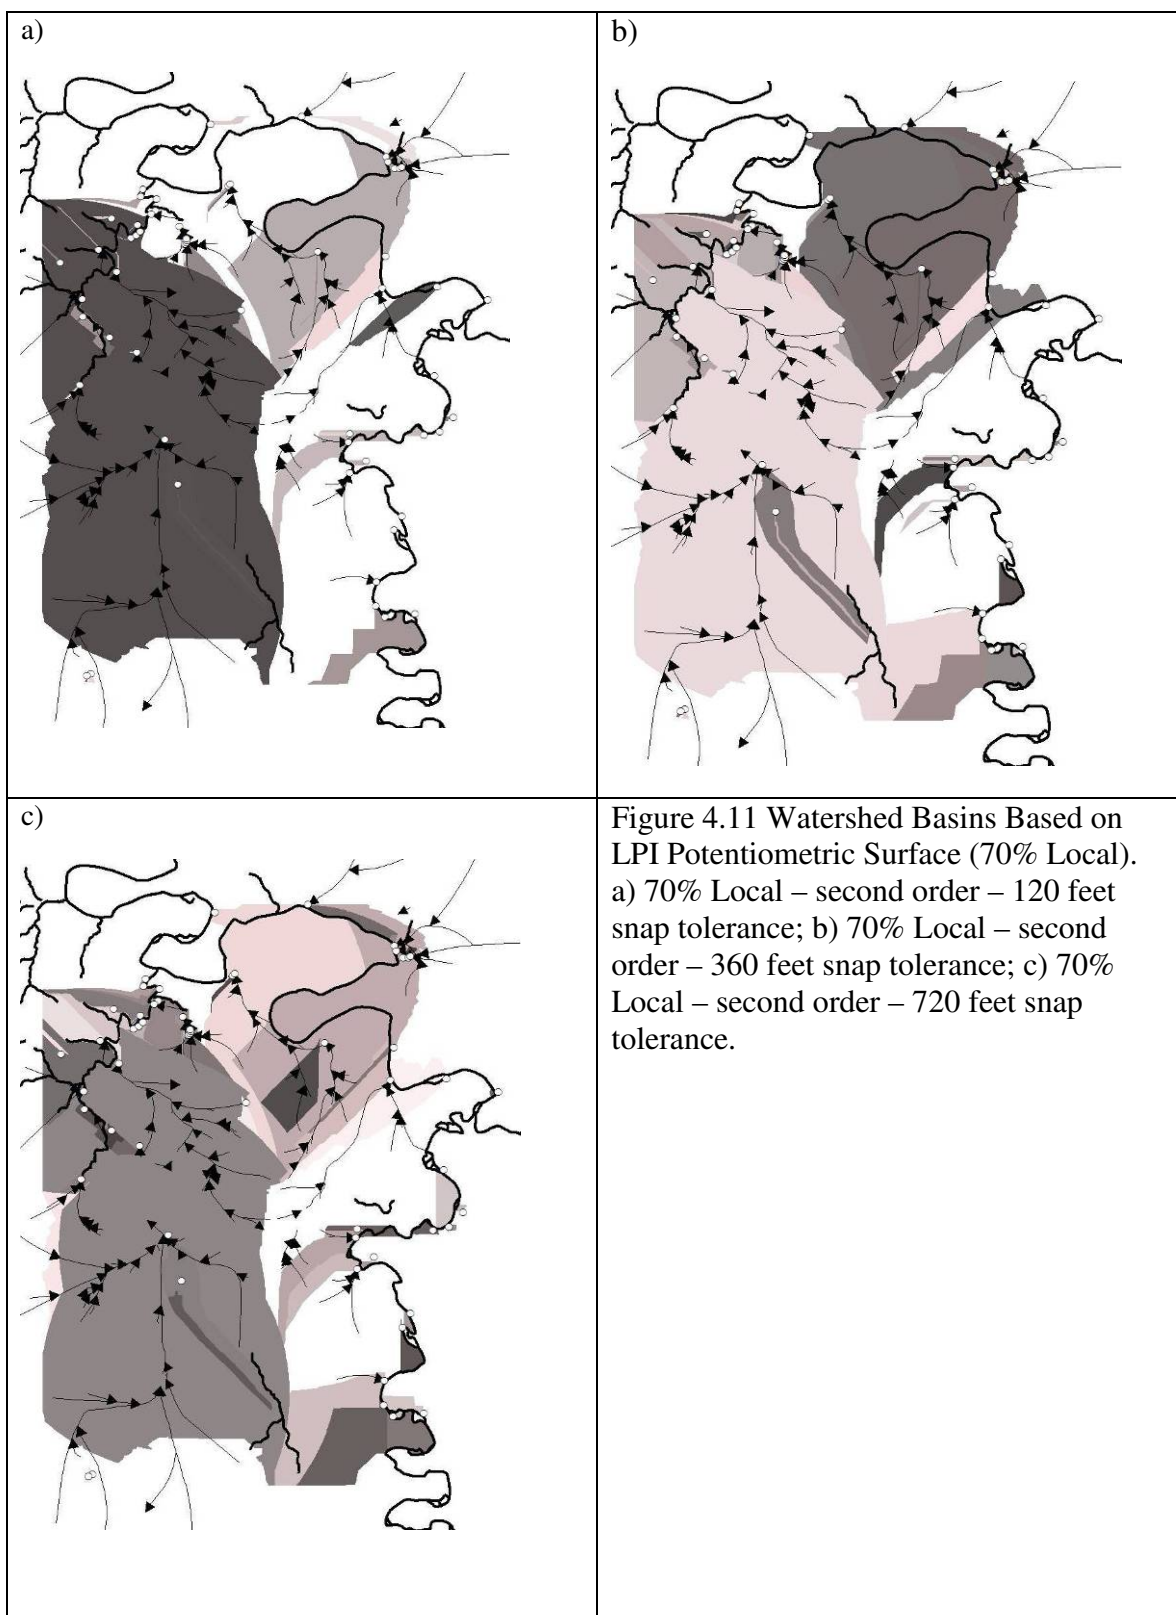 a)
b)
c)
Figure 4.11 Watershed Basins Based on
LPI Potentiometric Surface (70% Local).
a) 70% Local – second order – 120 feet
snap tolerance; b) 70% Local – second
order – 360 feet snap tolerance; c) 70%
Local – second order – 720 feet snap
tolerance.